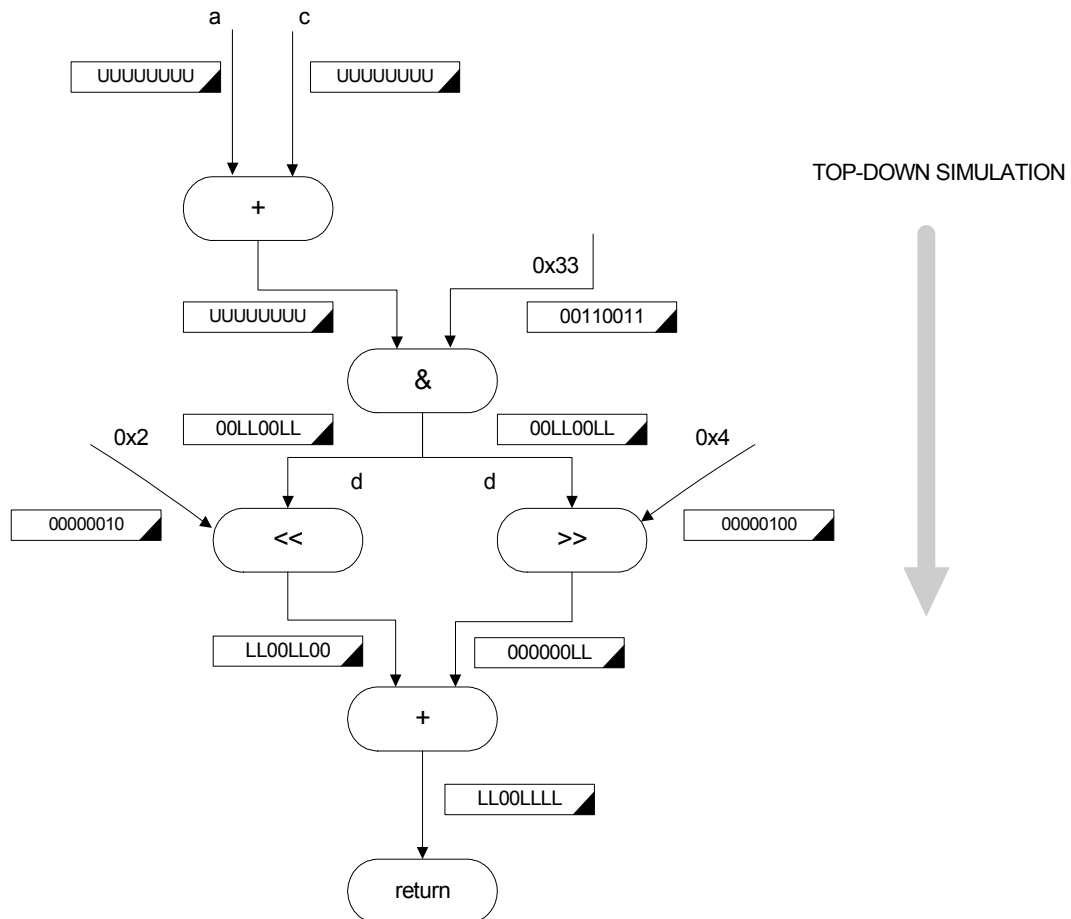 a
c
UUUUUUUU
UUUUUUUU
TOP-DOWN SIMULATION
+
0x33
UUUUUUUU
00110011
&
00LL00LL
00LL00LL
0x2
0x4
d
d
00000010
<<
>>
00000100
LL00LL00
000000LL
+
LL00LLLL
return